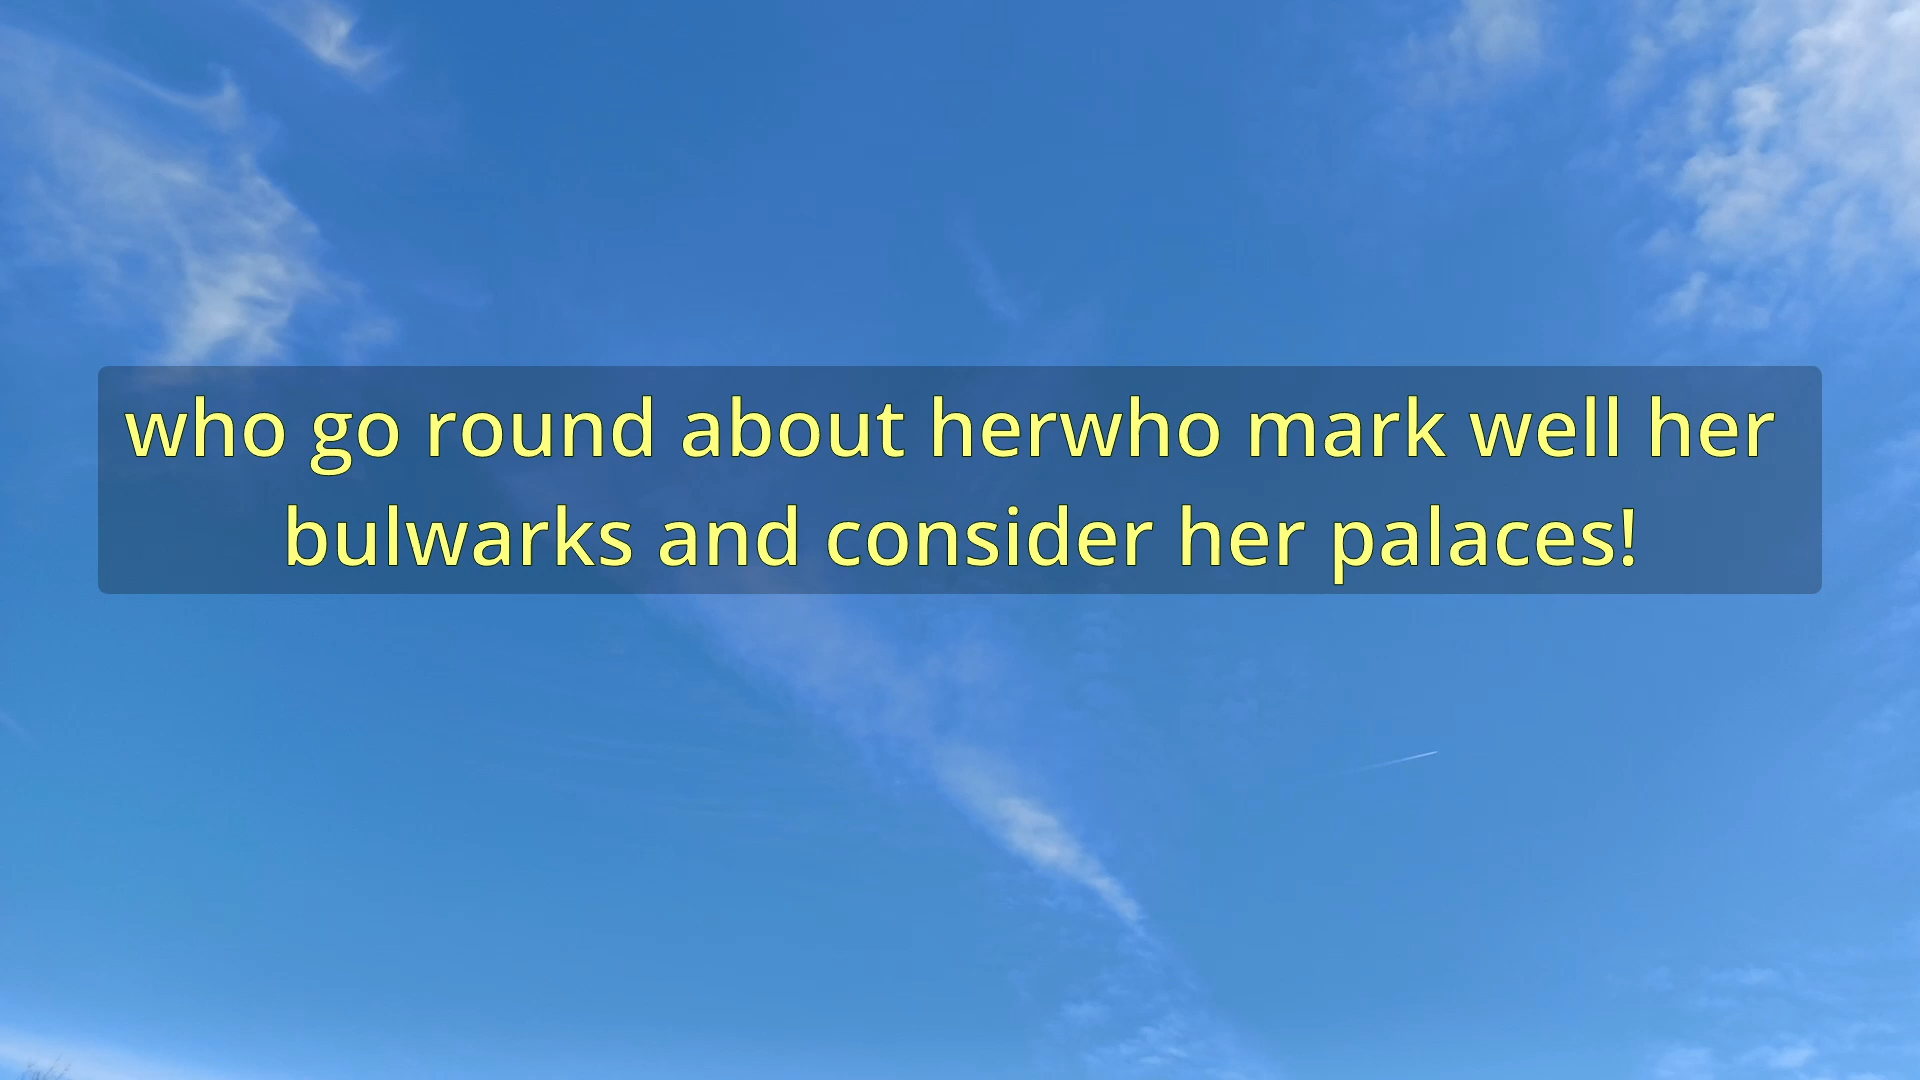 who go round about herwho mark well her
bulwarks and consider her palaces!